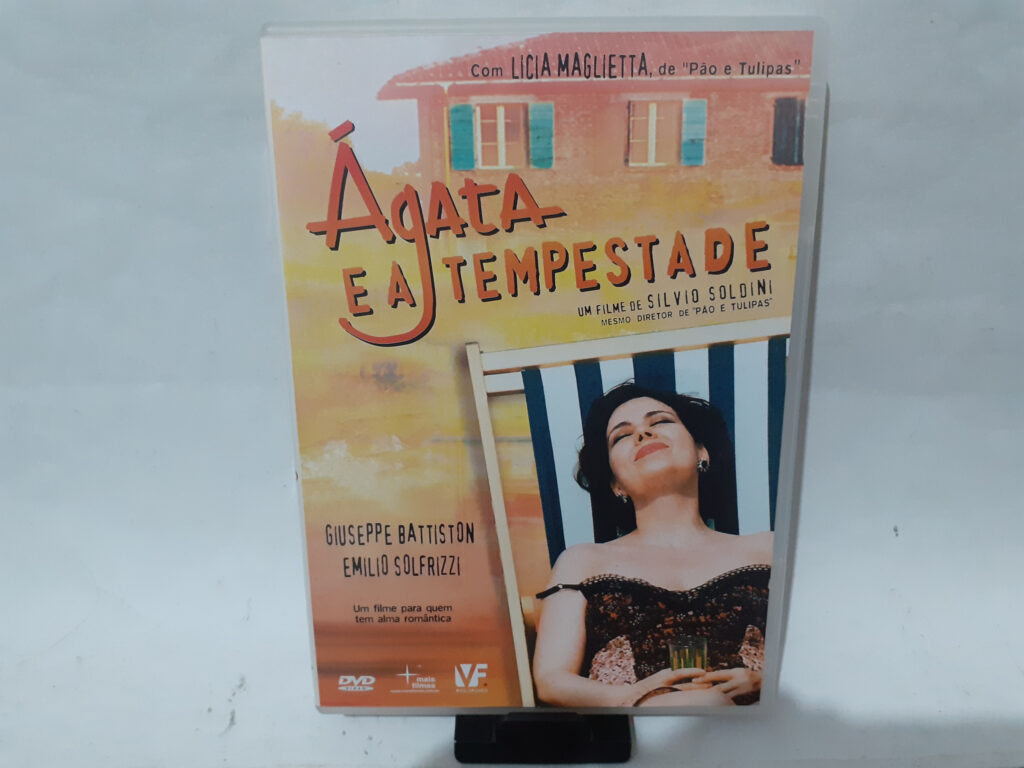 Com LICIA MAGLIETTA, de "Pão e Tulipas"
Ágata
E A TEMPESTADE
UM FILME DE SILVIO SOLDINI
MESMO DIRETOR DE "PÃO E TULIPAS"
GIUSEPPE BATTISTON
EMILIO SOLFRIZZI
Um filme para quem
tem alma romântica
DVD
VIDEO
mais
filmes
VF